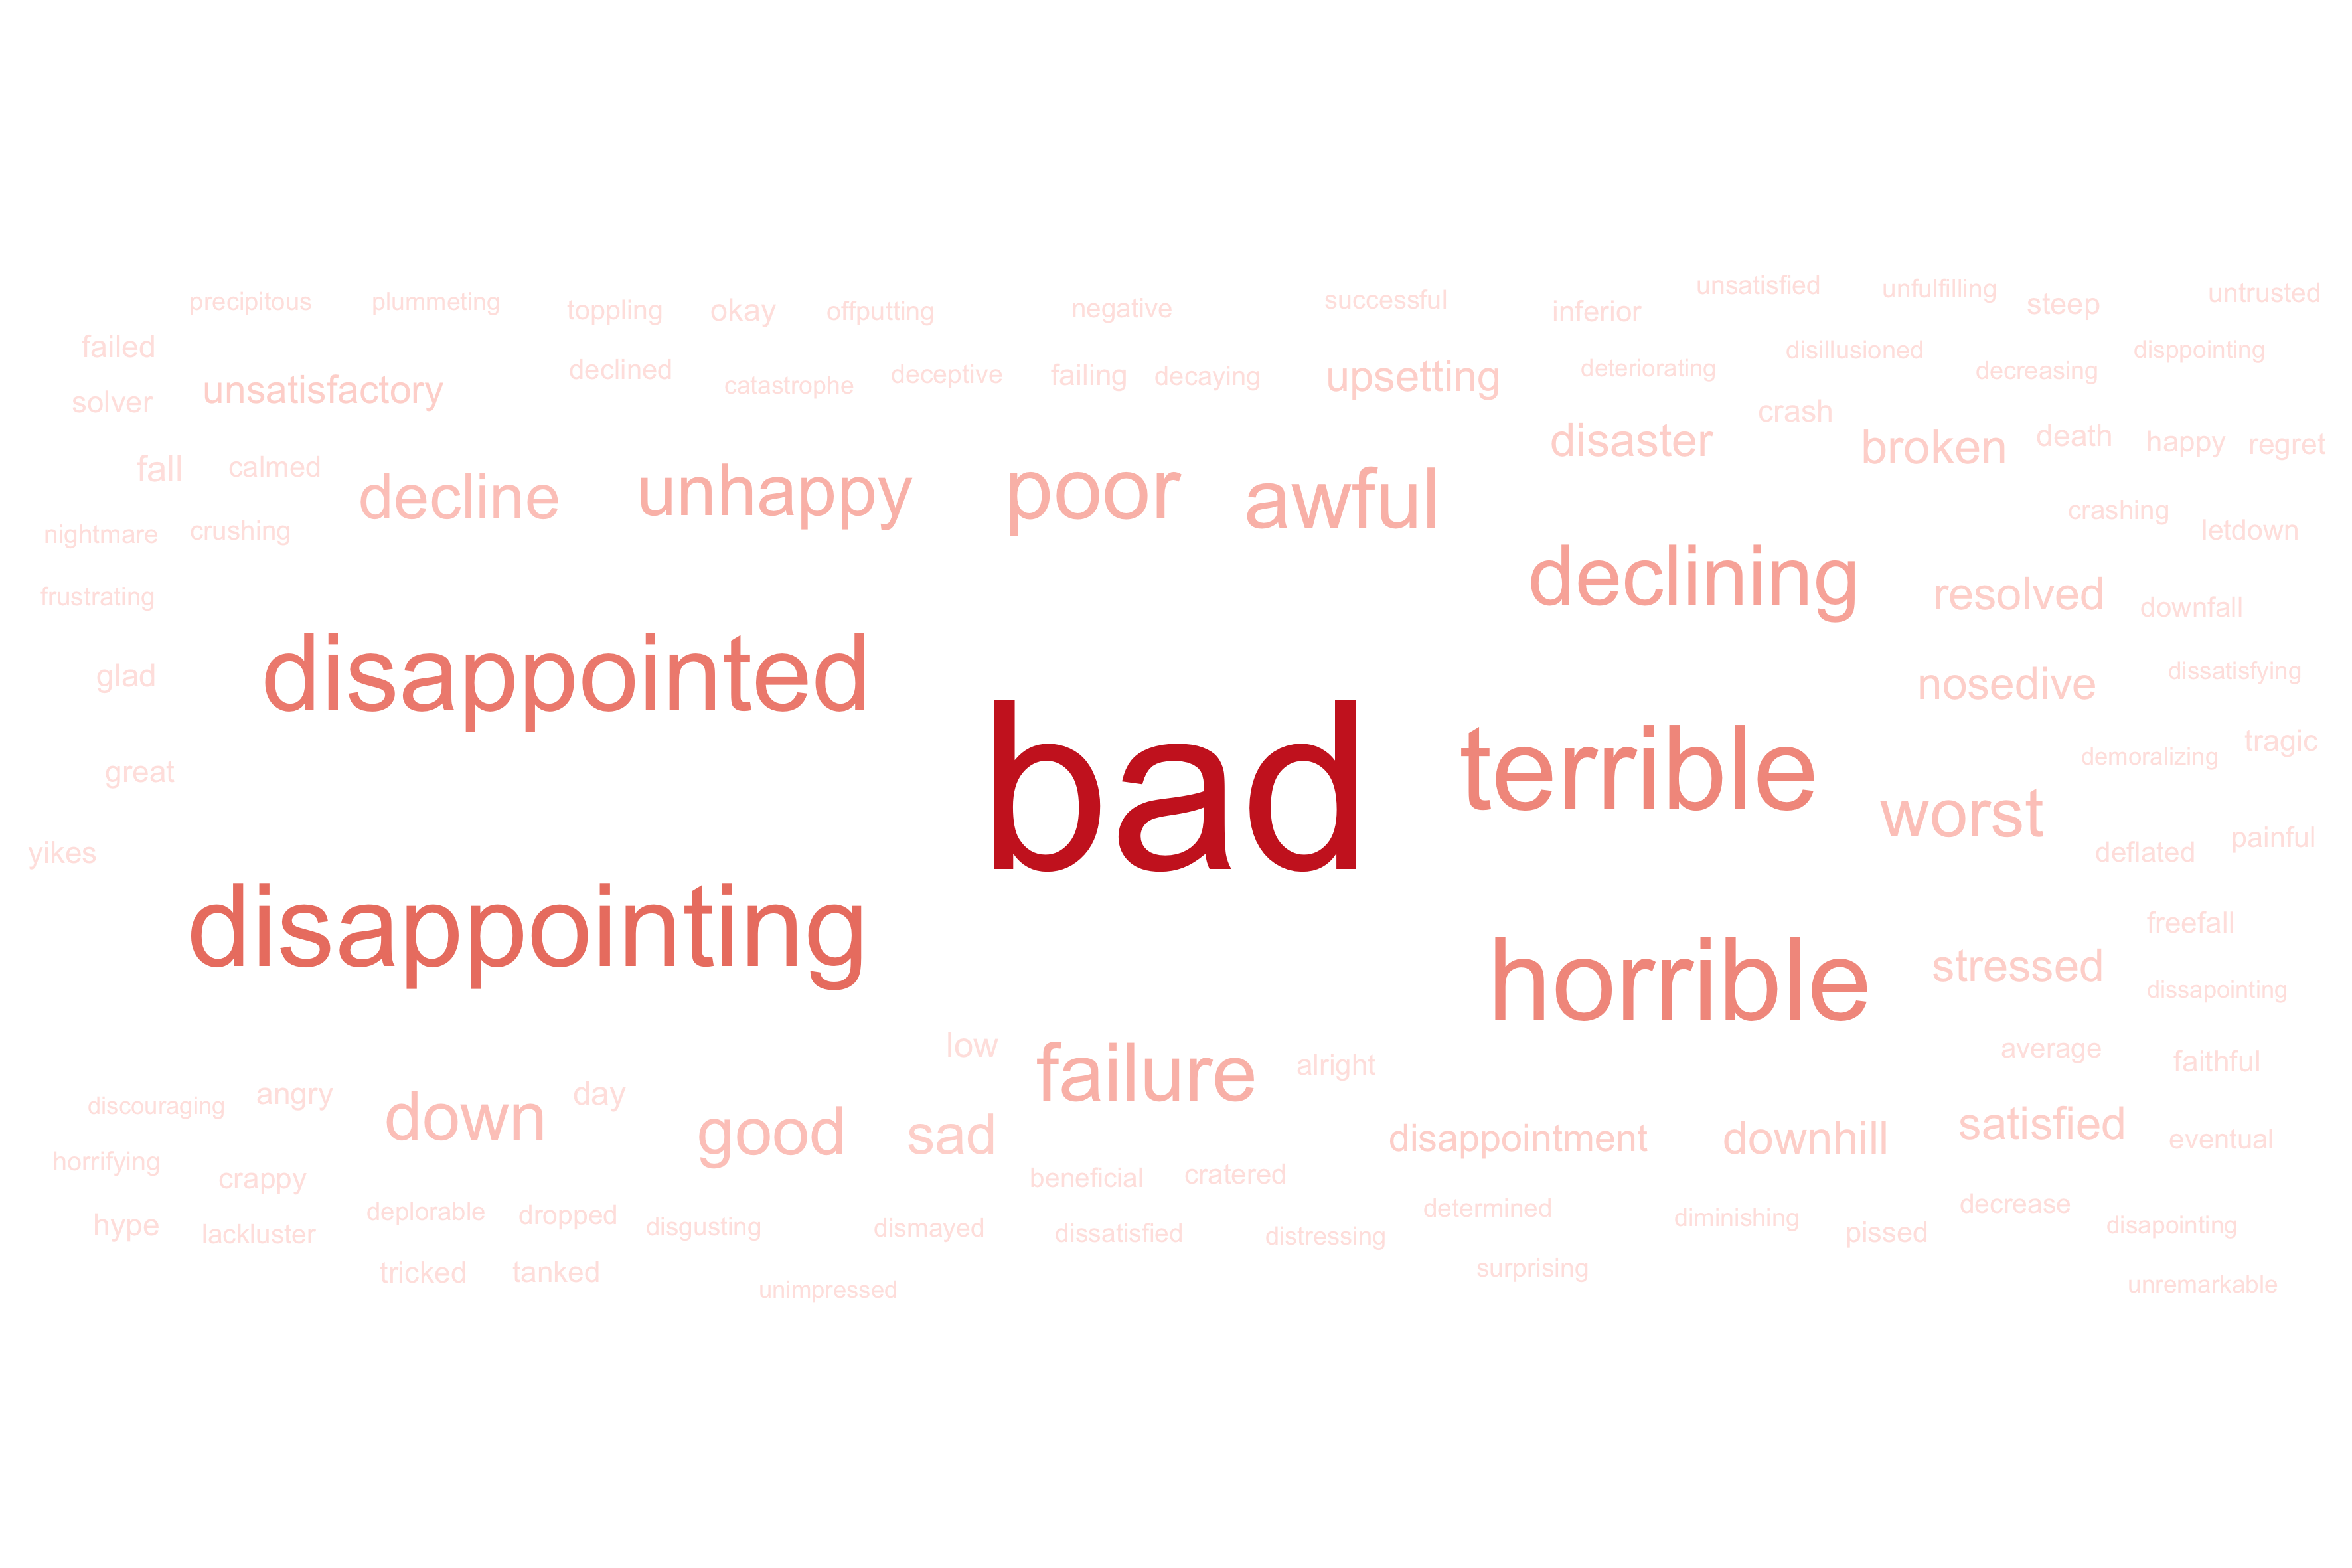 precipitous
plummeting
toppling
okay
offputting
negative
successful
inferior
unsatisfied
unfulfilling
steep
untrusted
failed
declined
catastrophe
deceptive
failing
decaying
upsetting
deteriorating
disillusioned
decreasing
disppointing
solver
unsatisfactory
crash
disaster
broken
death
happy
regret
fall
calmed
decline
unhappy
poor
awful
crashing
letdown
nightmare
crushing
declining
resolved
downfall
frustrating
glad
disappointed
nosedive
dissatisfying
great
bad
terrible
demoralizing
tragic
worst
yikes
deflated
painful
disappointing
freefall
horrible
stressed
dissapointing
low
failure
alright
average
faithful
discouraging
angry
down
day
good
sad
disappointment
downhill
satisfied
eventual
horrifying
crappy
beneficial
cratered
hype
lackluster
deplorable
dropped
disgusting
dismayed
dissatisfied
distressing
determined
diminishing
pissed
decrease
disapointing
tricked
tanked
unimpressed
surprising
unremarkable